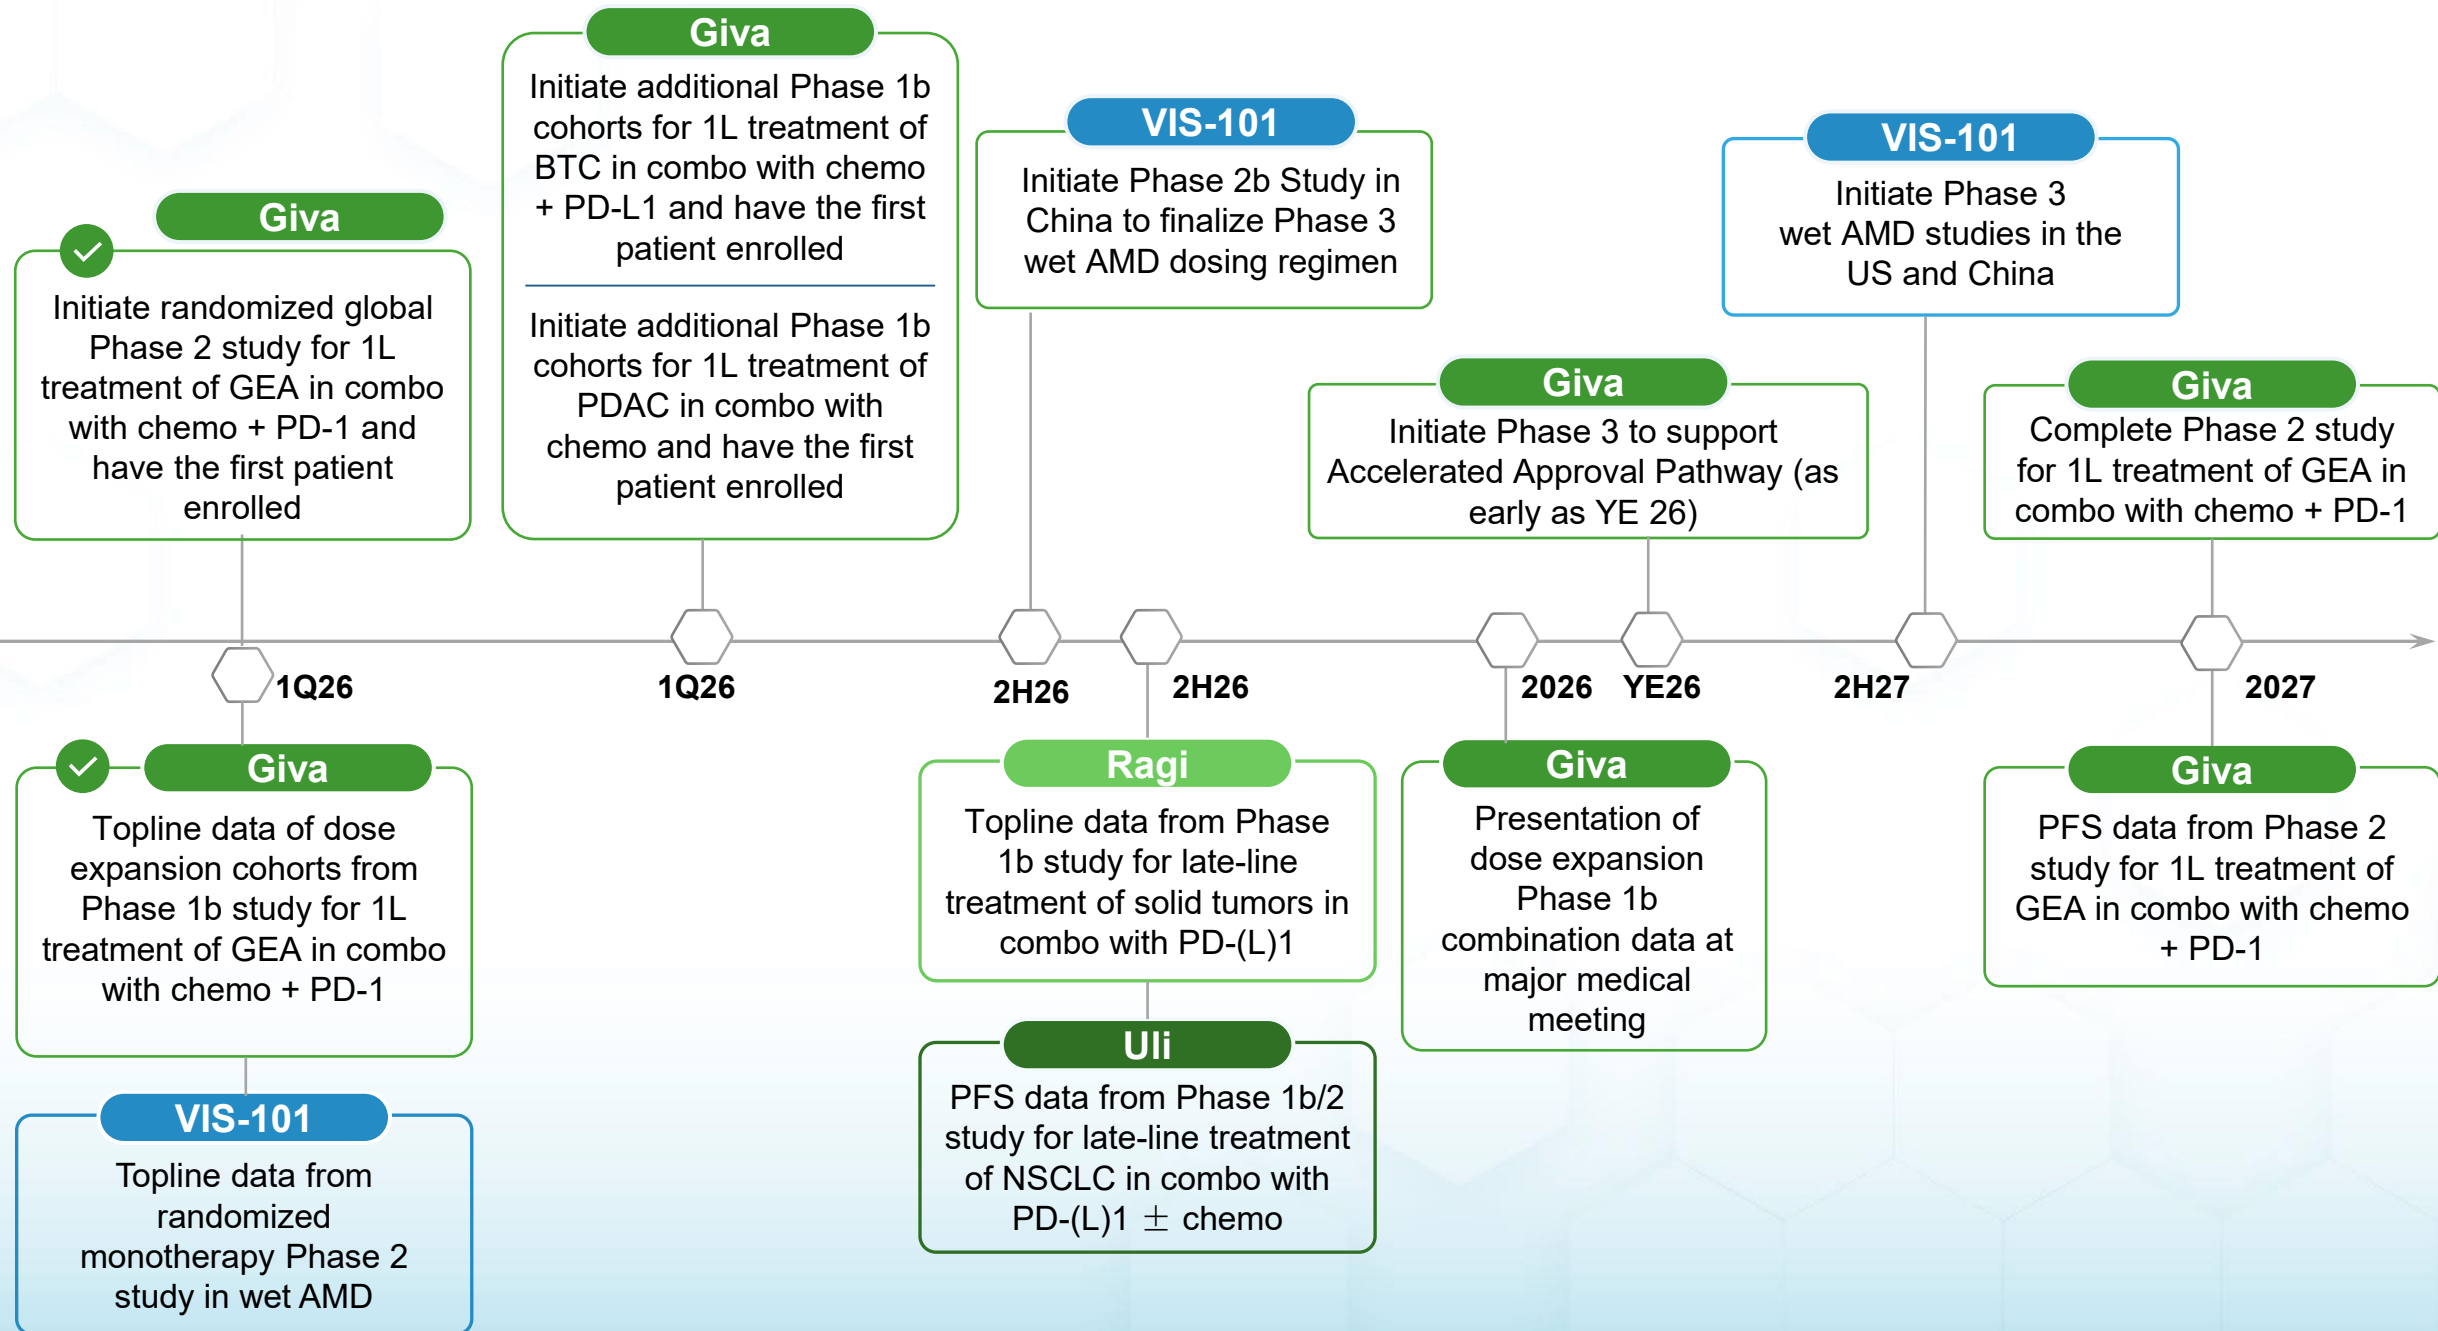 Giva
Initiate randomized global
Phase 2 study for 1L
treatment of GEA in combo
with chemo + PD-1 and
have the first patient
enrolled
Giva
Initiate additional Phase 1b
cohorts for 1L treatment of
BTC in combo with chemo
+ PD-L1 and have the first
patient enrolled
Initiate additional Phase 1b
cohorts for 1L treatment of
PDAC in combo with
chemo and have the first
patient enrolled
VIS-101
Initiate Phase 2b Study in
China to finalize Phase 3
wet AMD dosing regimen
Giva
Initiate Phase 3 to support
Accelerated Approval Pathway (as
early as YE 26)
VIS-101
Initiate Phase 3
wet AMD studies in the
US and China
Giva
Complete Phase 2 study
for 1L treatment of GEA in
combo with chemo + PD-1
1Q26
1Q26
2H26
2H26
2026
YE26
2H27
2027
Giva
Topline data of dose
expansion cohorts from
Phase 1b study for 1L
treatment of GEA in combo
with chemo + PD-1
VIS-101
Topline data from
randomized
monotherapy Phase 2
study in wet AMD
Ragi
Topline data from Phase
1b study for late-line
treatment of solid tumors in
combo with PD-(L)1
Uli
PFS data from Phase 1b/2
study for late-line treatment
of NSCLC in combo with
PD-(L)1 ± chemo
Giva
Presentation of
dose expansion
Phase 1b
combination data at
major medical
meeting
Giva
PFS data from Phase 2
study for 1L treatment of
GEA in combo with chemo
+ PD-1